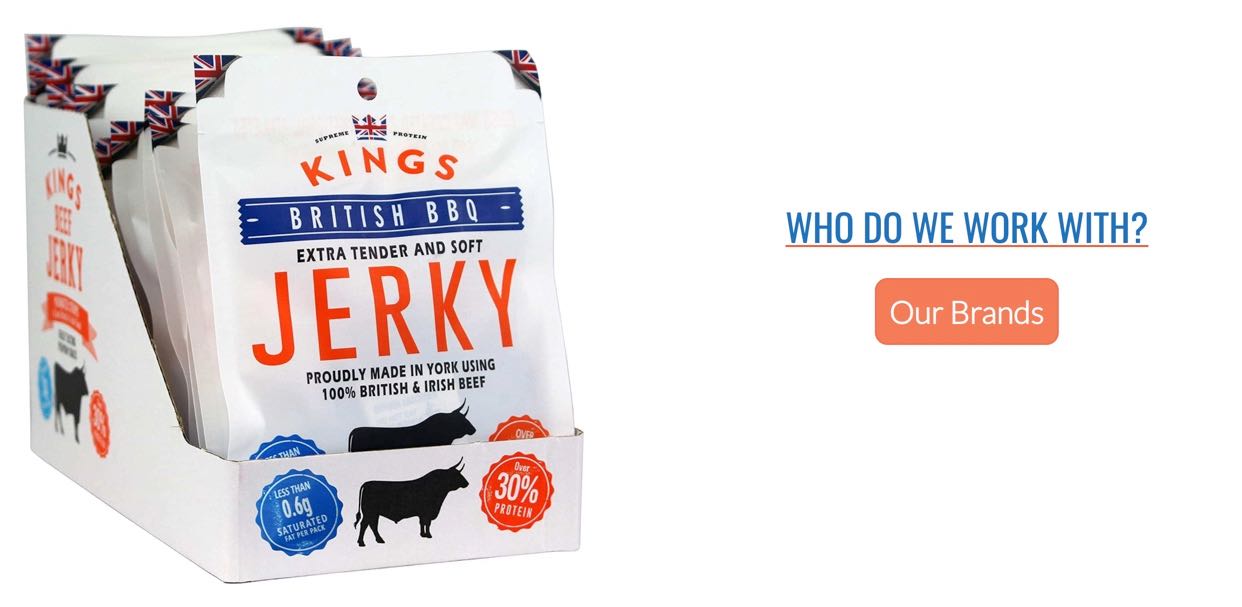 SUPREME PROTEIN
KINGS
BRITISH BBQ
EXTRA TENDER AND SOFT
JERKY
PROUDLY MADE IN YORK USING
100% BRITISH & IRISH BEEF
LESS THAN
0.6g
SATURATED
FAT PER PACK
OVER
Over
30%
PROTEIN
KINGS
BEEF
JERKY
30%
WHO DO WE WORK WITH?
Our Brands